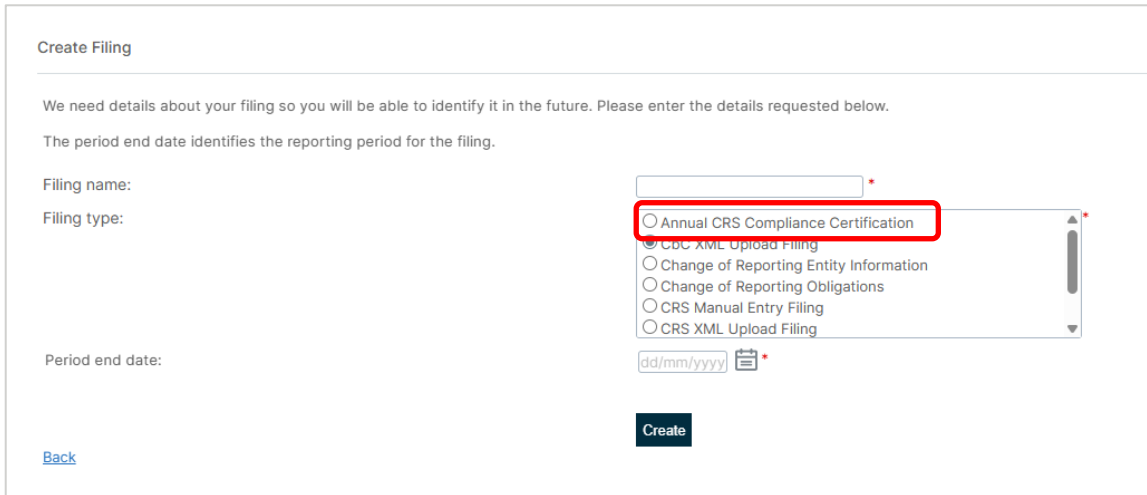 Create Filing
We need details about your filing so you will be able to identify it in the future. Please enter the details requested below.
The period end date identifies the reporting period for the filing.
Filing name: *
Filing type: *
Annual CRS Compliance Certification
CbC XML Upload Filing
Change of Reporting Entity Information
Change of Reporting Obligations
CRS Manual Entry Filing
CRS XML Upload Filing
Period end date: dd/mm/yyyy *
Create
Back